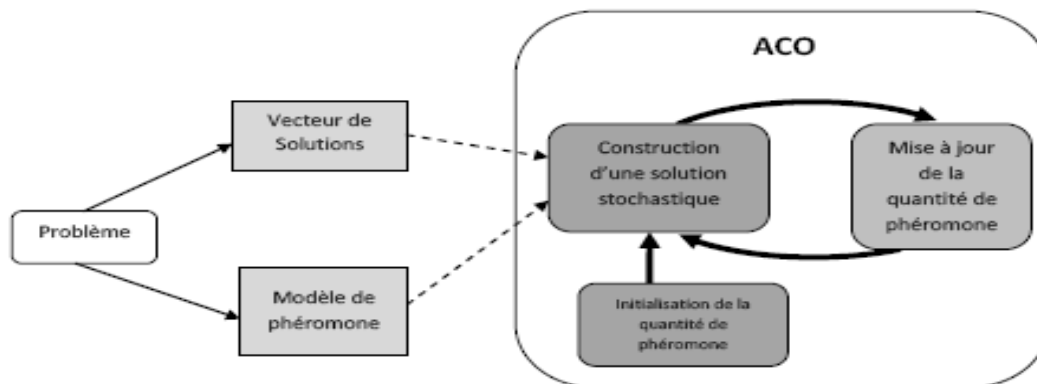 ACO
Vecteur de
Solutions
Construction
d'une solution
stochastique
Mise à jour
de la
quantité de
phéromone
Problème
Modèle de
phéromone
Initialisation de la
quantité de
phéromone